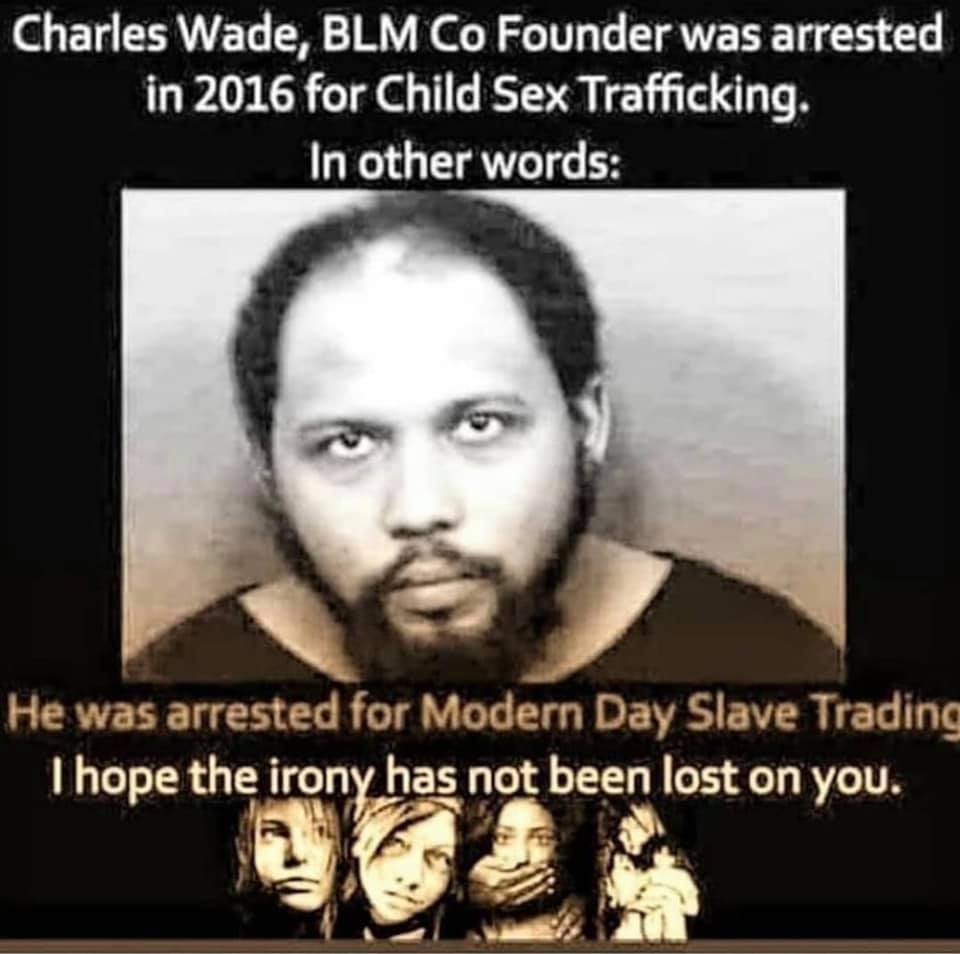 Charles Wade, BLM Co Founder was arrested
in 2016 for Child Sex Trafficking.
In other words:
He was arrested for Modern Day Slave Trading
I hope the irony has not been lost on you.